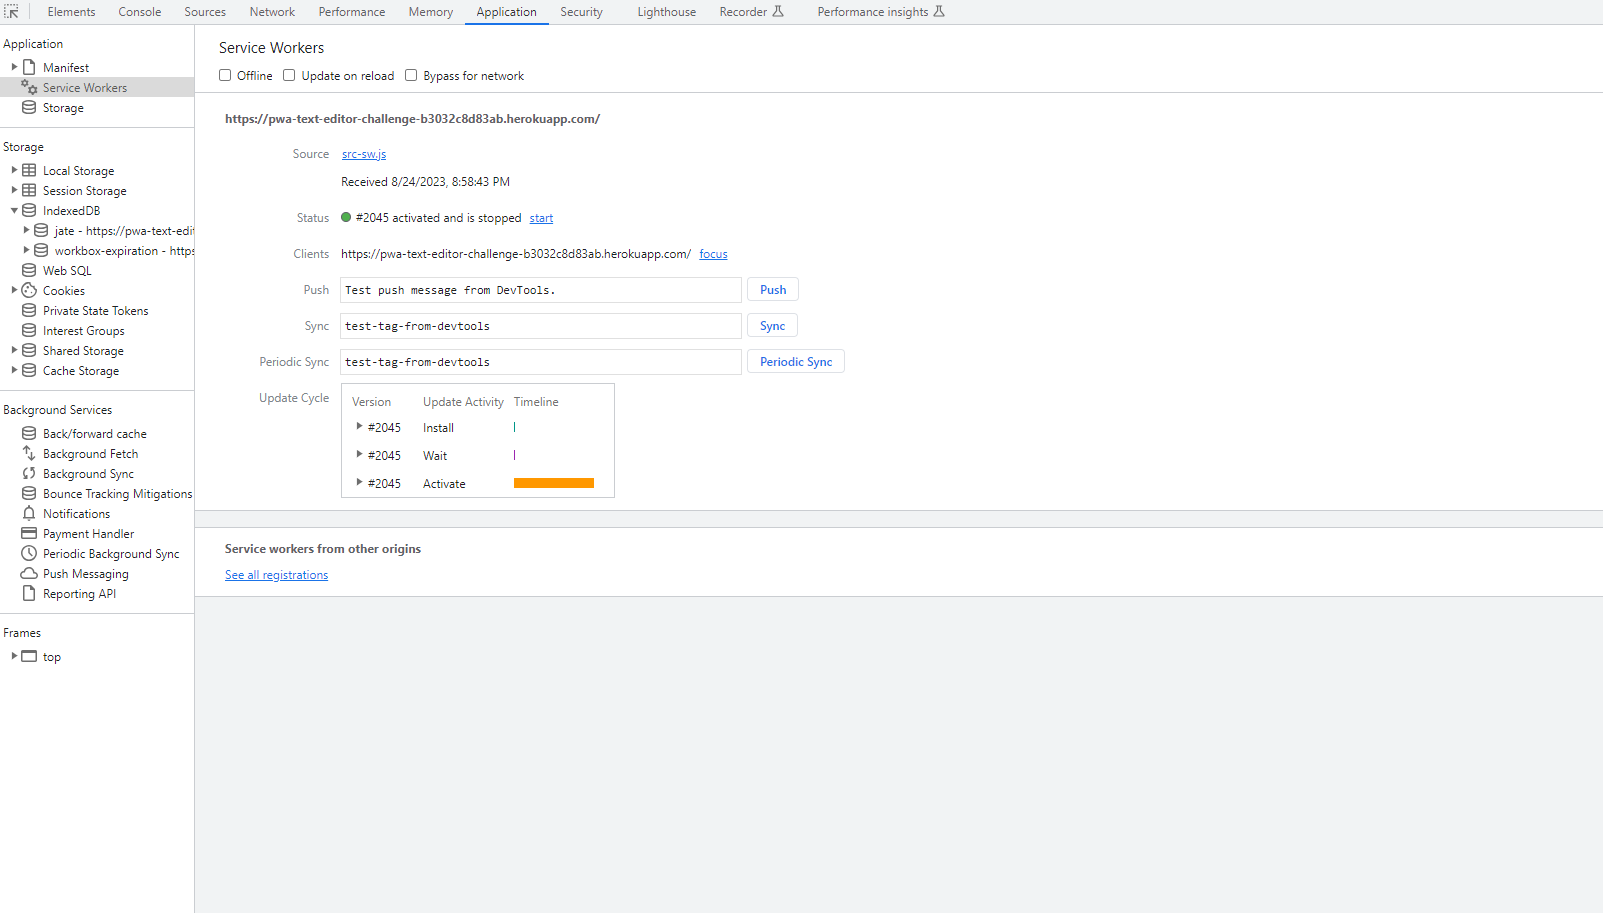 Elements Console Sources Network Performance Memory Application Security Lighthouse Recorder Performance insights
Application
Manifest
Service Workers
Storage
Storage
Local Storage
Session Storage
IndexedDB
jate - https://pwa-text-edi
workbox-expiration - https
Web SQL
Cookies
Private State Tokens
Interest Groups
Shared Storage
Cache Storage
Background Services
Back/forward cache
Background Fetch
Background Sync
Bounce Tracking Mitigations
Notifications
Payment Handler
Periodic Background Sync
Push Messaging
Reporting API
Frames
top
Service Workers
Offline Update on reload Bypass for network
https://pwa-text-editor-challenge-b3032c8d83ab.herokuapp.com/
Source src-sw.js
Received 8/24/2023, 8:58:43 PM
Status #2045 activated and is stopped start
Clients https://pwa-text-editor-challenge-b3032c8d83ab.herokuapp.com/ focus
Push Test push message from DevTools. Push
Sync test-tag-from-devtools Sync
Periodic Sync test-tag-from-devtools Periodic Sync
Update Cycle
Version Update Activity Timeline
#2045 Install
#2045 Wait
#2045 Activate
Service workers from other origins
See all registrations